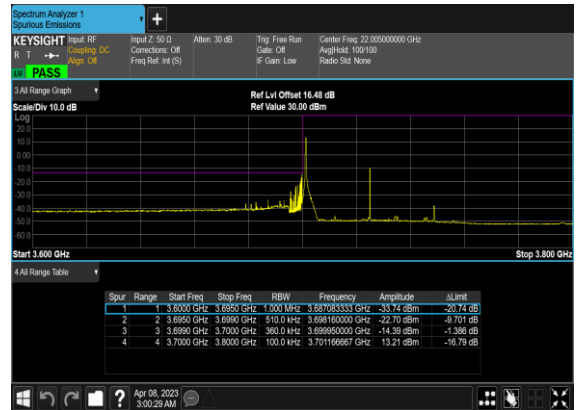 Spectrum Analyzer 1
Spurious Emissions
+
KEYSIGHT Input: RF Input Z: 50 Ω Atten: 30 dB Trig: Free Run Center Freq: 22.005000000 GHz
R T Coupling: DC Corrections: Off Gate: Off Avg|Hold: 100/100
Align: Off Freq Ref: Int (S) IF Gain: Low Radio Std: None
PASS
3 All Range Graph
Ref Lvl Offset 16.48 dB
Scale/Div 10.0 dB Ref Value 30.00 dBm
Log
20.0
10.0
0.00
-10.0
-20.0
-30.0
-40.0
-50.0
-60.0
Start 3.600 GHz Stop 3.800 GHz
4 All Range Table
Spur Range Start Freq Stop Freq RBW Frequency Amplitude ΔLimit
1 1 3.6000 GHz 3.6950 GHz 1.000 MHz 3.687083333 GHz -33.74 dBm -20.74 dB
2 2 3.6950 GHz 3.6990 GHz 510.0 kHz 3.698160000 GHz -22.70 dBm -9.701 dB
3 3 3.6990 GHz 3.7000 GHz 360.0 kHz 3.699950000 GHz -14.39 dBm -1.386 dB
4 4 3.7000 GHz 3.8000 GHz 100.0 kHz 3.701166667 GHz 13.21 dBm -16.79 dB
? Apr 08, 2023
3:00:29 AM